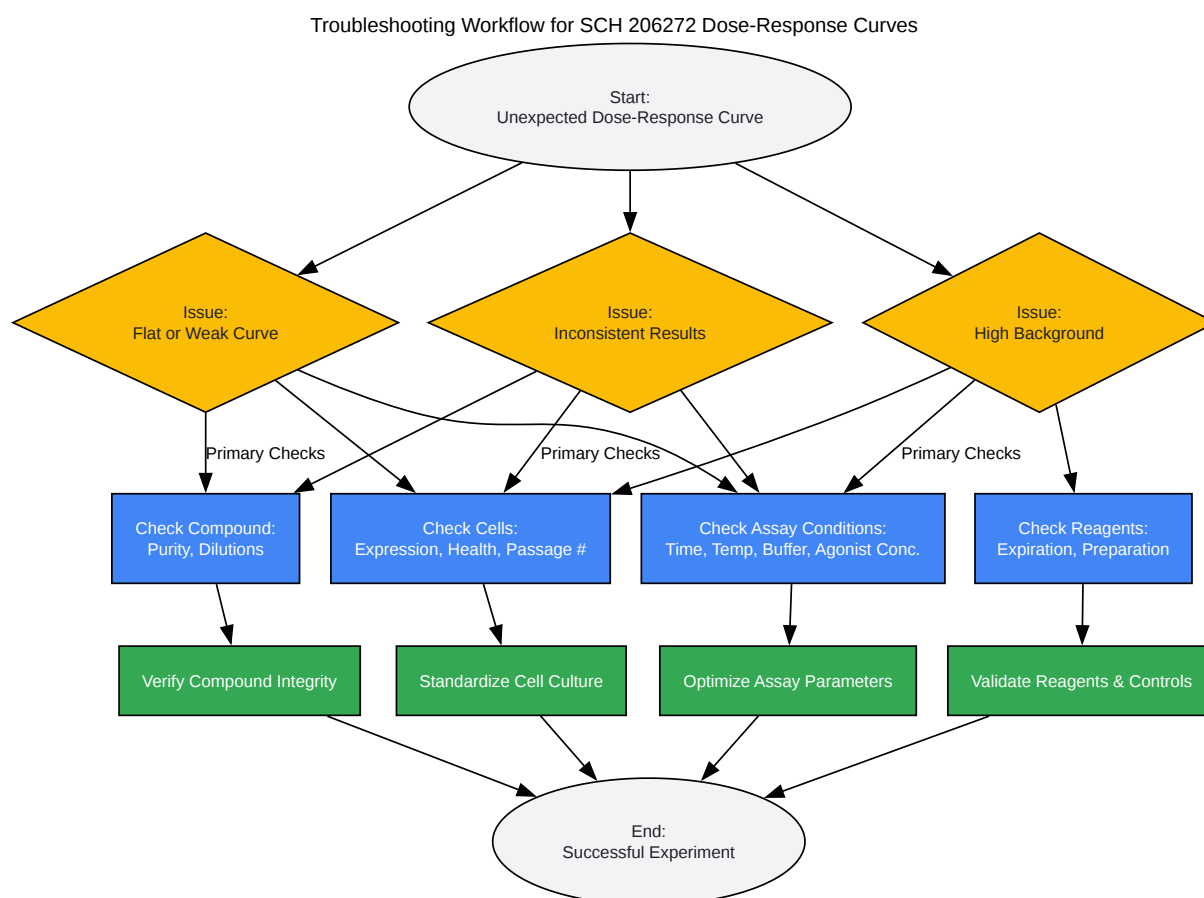 Troubleshooting Workflow for SCH 206272 Dose-Response Curves
Start:
Unexpected Dose-Response Curve
Issue:
Flat or Weak Curve
Issue:
Inconsistent Results
Issue:
High Background
Primary Checks
Primary Checks
Primary Checks
Check Compound:
Purity, Dilutions
Check Cells:
Expression, Health, Passage #
Check Assay Conditions:
Time, Temp, Buffer, Agonist Conc.
Check Reagents:
Expiration, Preparation
Verify Compound Integrity
Standardize Cell Culture
Optimize Assay Parameters
Validate Reagents & Controls
End:
Successful Experiment